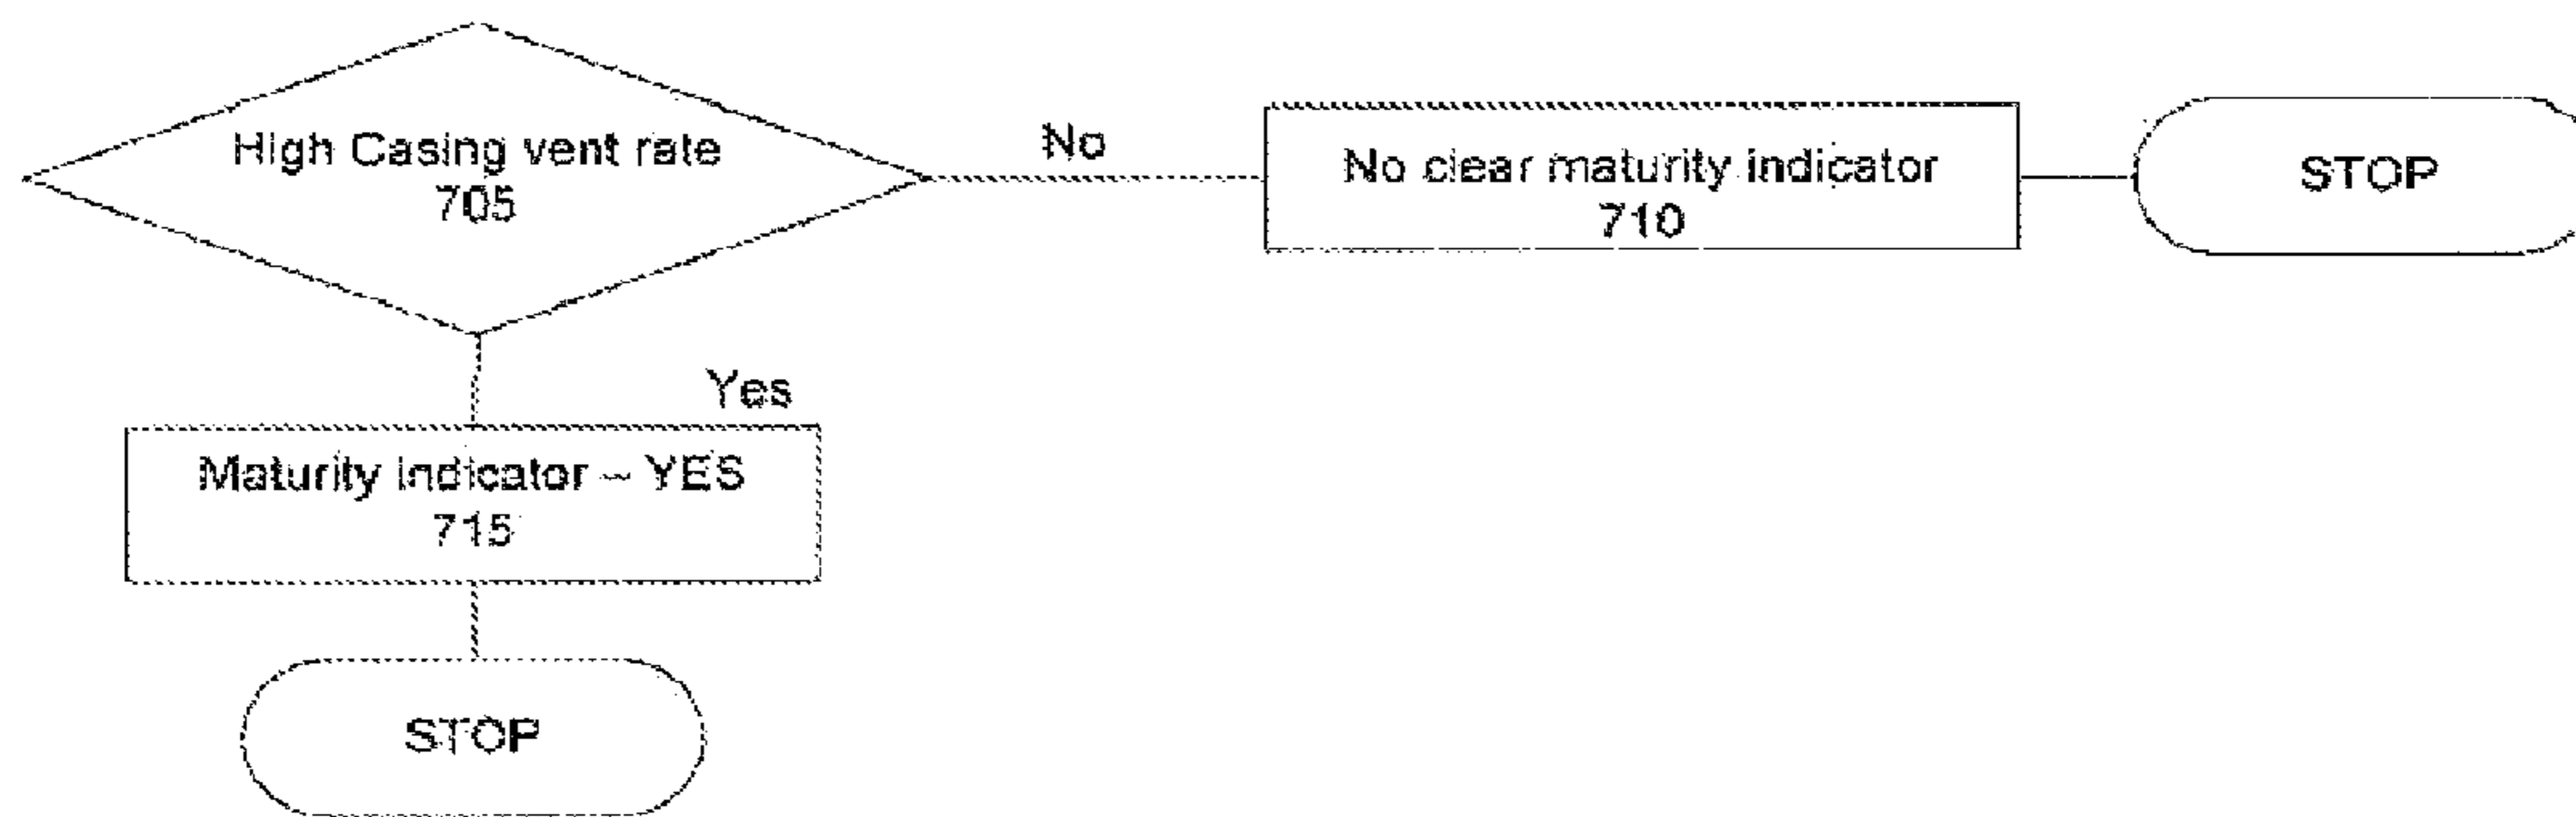 High Casing vent rate
705
No
No clear maturity indicator
710
STOP
Yes
Maturity indicator – YES
715
STOP